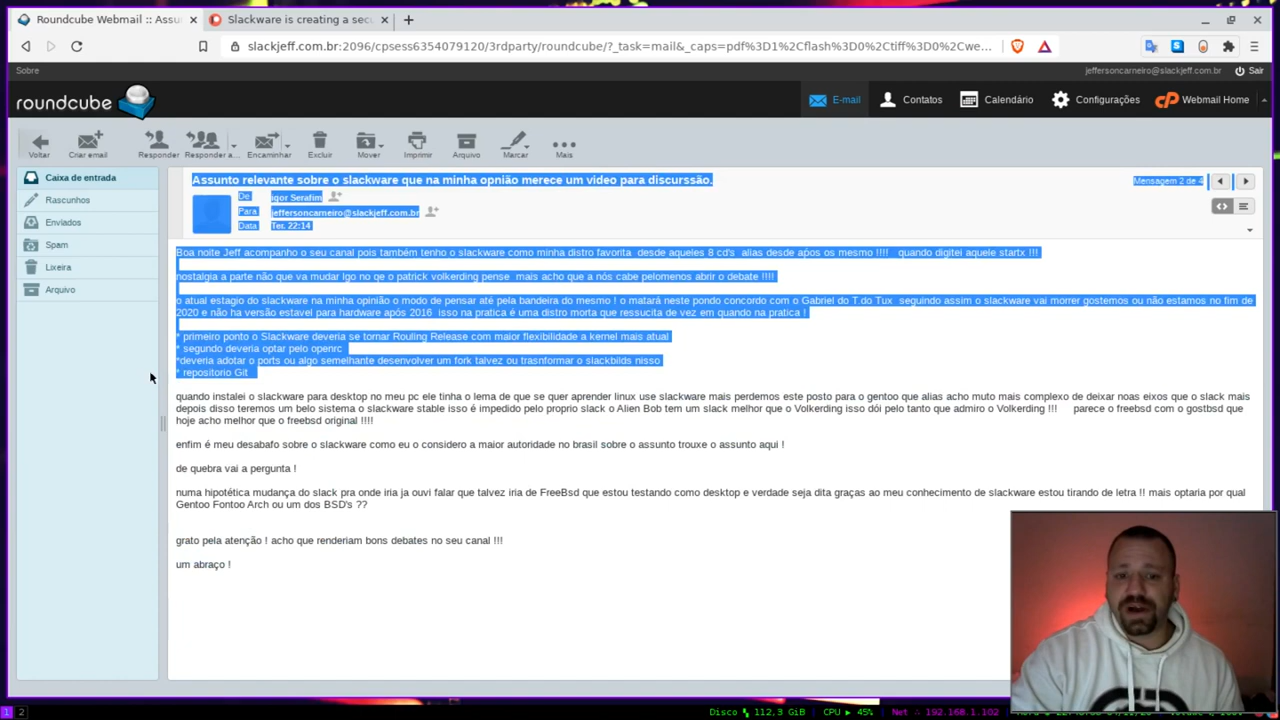 Roundcube Webmail :: Assu
Slackware is creating a secu
slackjeff.com.br:2096/cpsess6354079120/3rdparty/roundcube/?_task=mail&_caps=pdf%3D1%2Cflash%3D0%2Ctiff%3D0%2Cwe...
Sobre
jeffersoncarneiro@slackjeff.com.br
Sair
roundcube
E-mail
Contatos
Calendário
Configurações
cP Webmail Home
Voltar
Criar email
Responder
Responder a...
Encaminhar
Excluir
Mover
Imprimir
Arquivo
Marcar
Mais
Caixa de entrada
Rascunhos
Enviados
Spam
Lixeira
Arquivo
Assunto relevante sobre o slackware que na minha opnião merece um video para discurssão.
Mensagem 2 de 4
De Igor Serafim
Para jeffersoncarneiro@slackjeff.com.br
Data Ter. 22:14
Boa noite Jeff acompanho o seu canal pois também tenho o slackware como minha distro favorita desde aqueles 8 cd's alias desde aṕos os mesmo !!!! quando digitei aquele startx !!!
nostalgia a parte não que va mudar lgo no qe o patrick volkerding pense mais acho que a nós cabe pelomenos abrir o debate !!!!
o atual estagio do slackware na minha opinião o modo de pensar até pela bandeira do mesmo ! o matará neste pondo concordo com o Gabriel do T.do Tux seguindo assim o slackware vai morrer gostemos ou não estamos no fim de
2020 e não ha versão estavel para hardware após 2016 isso na pratica é uma distro morta que ressucita de vez em quando na pratica !
* primeiro ponto o Slackware deveria se tornar Rouling Release com maior flexibilidade a kernel mais atual
* segundo deveria optar pelo openrc
*deveria adotar o ports ou algo semelhante desenvolver um fork talvez ou trasnformar o slackbilds nisso
* repositorio Git
quando instalei o slackware para desktop no meu pc ele tinha o lema de que se quer aprender linux use slackware mais perdemos este posto para o gentoo que alias acho muto mais complexo de deixar noas eixos que o slack mais
depois disso teremos um belo sistema o slackware stable isso é impedido pelo proprio slack o Alien Bob tem um slack melhor que o Volkerding isso dói pelo tanto que admiro o Volkerding !!! parece o freebsd com o gostbsd que
hoje acho melhor que o freebsd original !!!!
enfim é meu desabafo sobre o slackware como eu o considero a maior autoridade no brasil sobre o assunto trouxe o assunto aqui !
de quebra vai a pergunta !
numa hipotética mudança do slack pra onde iria ja ouvi falar que talvez iria de FreeBsd que estou testando como desktop e verdade seja dita graças ao meu conhecimento de slackware estou tirando de letra !! mais optaria por qual
Gentoo Fontoo Arch ou um dos BSD's ??
grato pela atenção ! acho que renderiam bons debates no seu canal !!!
um abraço !
1 2
Disco 112,3 GiB CPU 45% Net 192.168.1.102